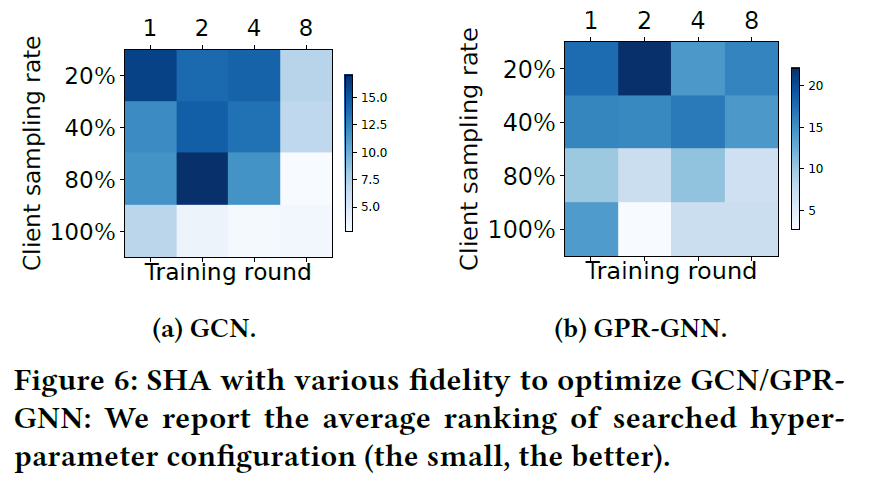 1 2 4 8
Client sampling rate
20%
40%
80%
100%
15.0
12.5
10.0
7.5
5.0
Training round
(a) GCN.
1 2 4 8
Client sampling rate
20%
40%
80%
100%
20
15
10
5
Training round
(b) GPR-GNN.
Figure 6: SHA with various fidelity to optimize GCN/GPR-
GNN: We report the average ranking of searched hyper-
parameter configuration (the small, the better).